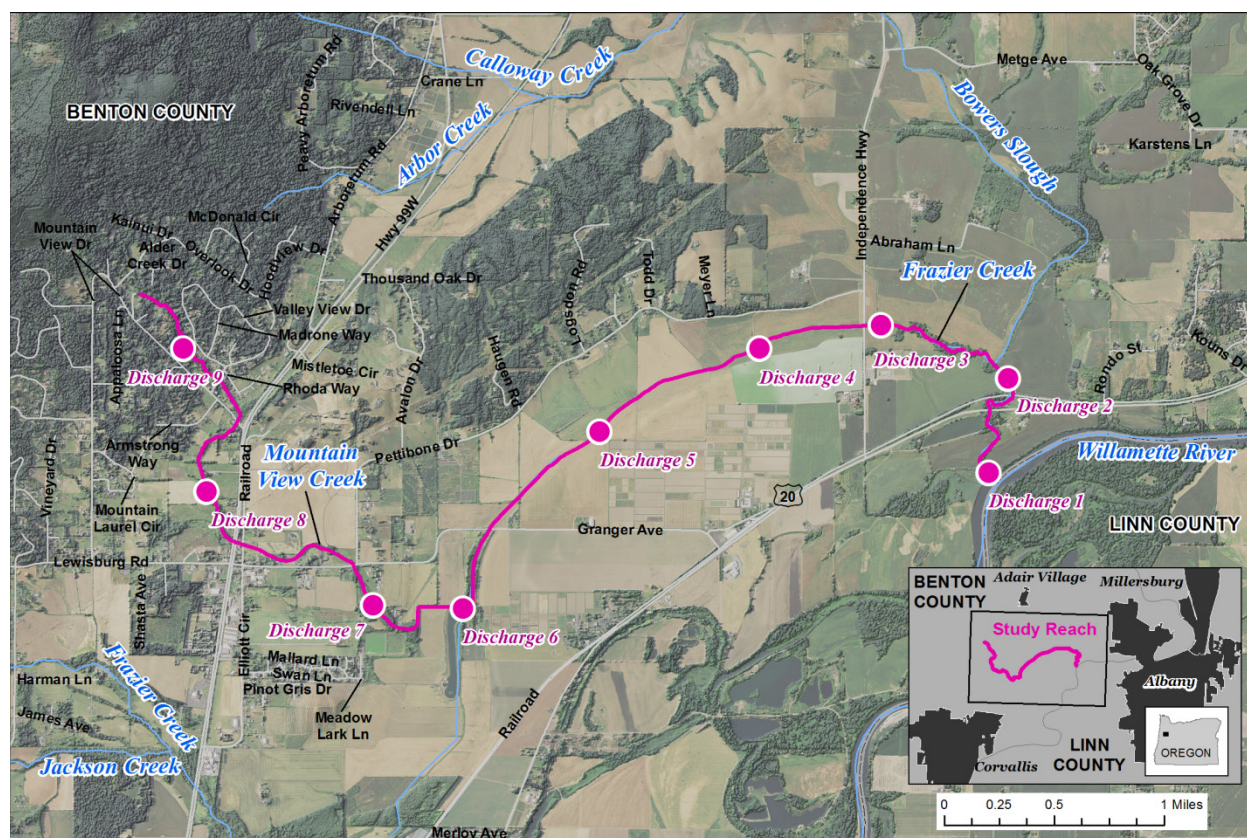 Calloway Creek
Crane Ln
Metge Ave
Oak Grove Dr
Peavy Arboretum Rd
BENTON COUNTY
Rivendell Ln
Bowers Slough
Karstens Ln
Arbor Creek
Arboretum Rd
Hwy 99W
Independence Hwy
McDonald Cir
Kainui Dr
Mountain
View Dr
Alder
Creek Dr
Overlook Dr
Hoodview Dr
Abraham Ln
Frazier Creek
Thousand Oak Dr
Logsdon Rd
Todd Dr
Meyer Ln
Valley View Dr
Madrone Way
Appaloosa Ln
Mistletoe Cir
Rhoda Way
Discharge 9
Avalon Dr
Haugen Rd
Discharge 4
Discharge 3
Rondo St
Kouns Dr
Discharge 2
Armstrong
Way
Mountain
View Creek
Pettibone Dr
Discharge 5
Willamette River
Vineyard Dr
Railroad
Mountain
Laurel Cir
Discharge 8
20
Discharge 1
Granger Ave
LINN COUNTY
Lewisburg Rd
Shasta Ave
Elliott Cir
Discharge 7
Discharge 6
Mallard Ln
Swan Ln
Pinot Gris Dr
Meadow
Lark Ln
Railroad
Harman Ln
Frazier Creek
James Ave
Jackson Creek
BENTON
COUNTY
Adair Village
Millersburg
Study Reach
Albany
LINN
COUNTY
Corvallis
OREGON
0 0.25 0.5 1 Miles